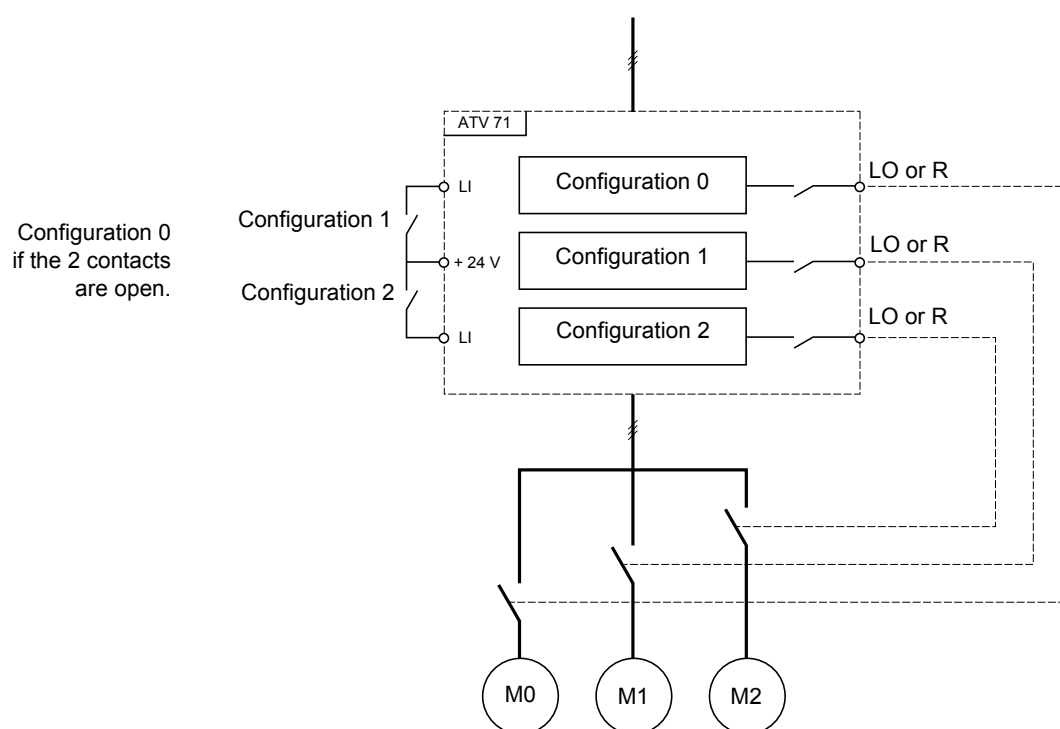 ATV 71
Configuration 0
LO or R
LI
Configuration 1
Configuration 0
if the 2 contacts
are open.
+ 24 V
Configuration 1
LO or R
Configuration 2
LI
Configuration 2
LO or R
M0
M1
M2